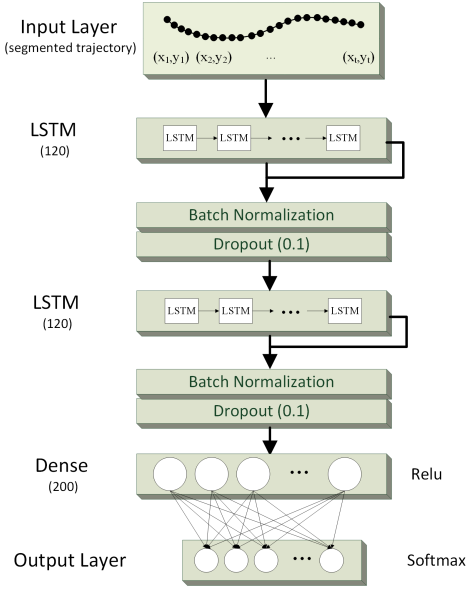 Input Layer
(segmented trajectory)
(x1,y1) (x2,y2) ... (xt,yt)
LSTM
(120)
LSTM LSTM ••• LSTM
Batch Normalization
Dropout (0.1)
LSTM
(120)
LSTM LSTM ••• LSTM
Batch Normalization
Dropout (0.1)
Dense
(200)
•••
Relu
Output Layer
•••
Softmax